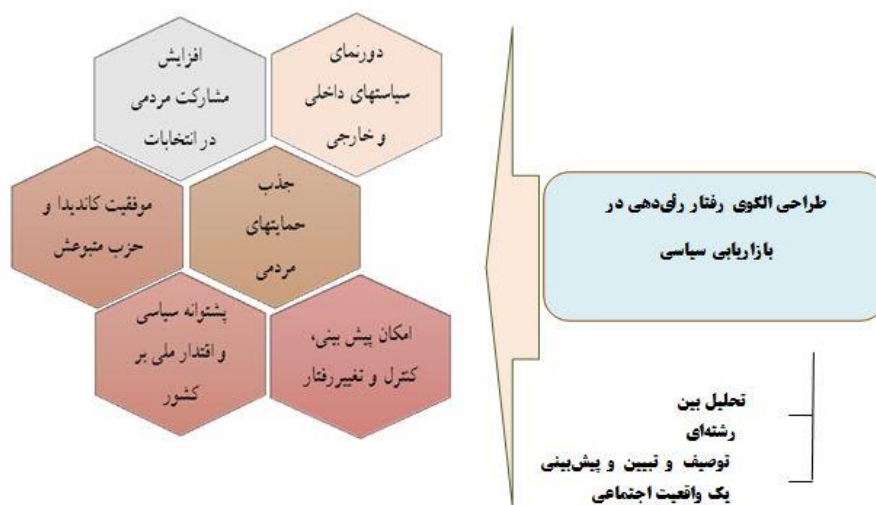 طراحی الگوی رفتار رأی‌دهی در
بازاریابی سیاسی
تحلیل بین
رشته‌ای
توصیف و تبیین و پیش‌بینی
یک واقعیت اجتماعی
دورنمای
سیاستهای داخلی
و خارجی
افزایش
مشارکت مردمی
در انتخابات
جذب
حمایتهای
مردمی
موفقیت کاندیدا و
حزب متبوعش
امکان پیش بینی،
کنترل و تغییررفتار
پشتوانه سیاسی
و اقتدار ملی بر
کشور